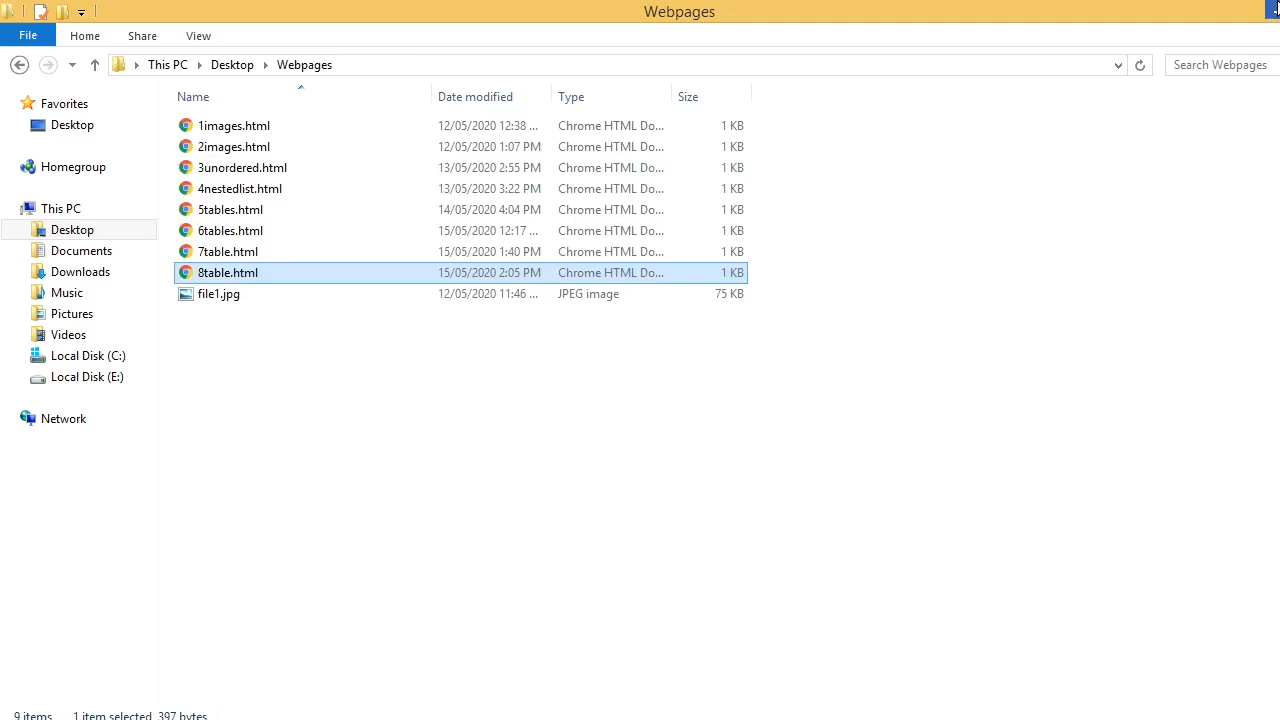 Webpages
File Home Share View
This PC Desktop Webpages Search Webpages
Name Date modified Type Size
Favorites
Desktop
Homegroup
This PC
Desktop
Documents
Downloads
Music
Pictures
Videos
Local Disk (C:)
Local Disk (E:)
Network
1images.html 12/05/2020 12:38 ... Chrome HTML Do... 1 KB
2images.html 12/05/2020 1:07 PM Chrome HTML Do... 1 KB
3unordered.html 13/05/2020 2:55 PM Chrome HTML Do... 1 KB
4nestedlist.html 13/05/2020 3:22 PM Chrome HTML Do... 1 KB
5tables.html 14/05/2020 4:04 PM Chrome HTML Do... 1 KB
6tables.html 15/05/2020 12:17 ... Chrome HTML Do... 1 KB
7table.html 15/05/2020 1:40 PM Chrome HTML Do... 1 KB
8table.html 15/05/2020 2:05 PM Chrome HTML Do... 1 KB
file1.jpg 12/05/2020 11:46 ... JPEG image 75 KB
9 items 1 item selected 397 bytes